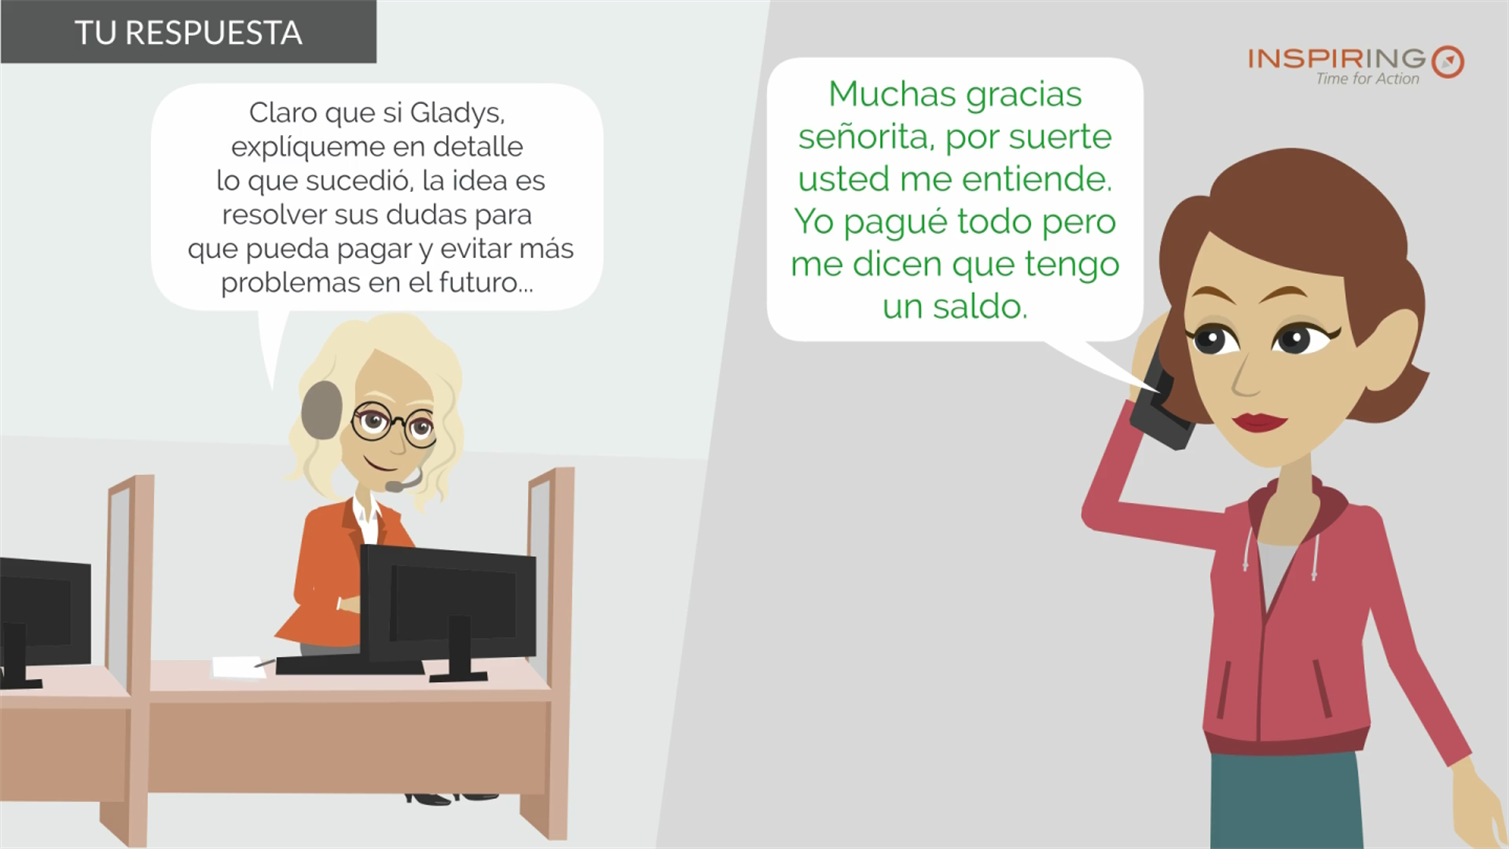 TU RESPUESTA
Claro que si Gladys,
explíqueme en detalle
lo que sucedió, la idea es
resolver sus dudas para
que pueda pagar y evitar más
problemas en el futuro...
Muchas gracias
señorita, por suerte
usted me entiende.
Yo pagué todo pero
me dicen que tengo
un saldo.
INSPIRING
Time for Action